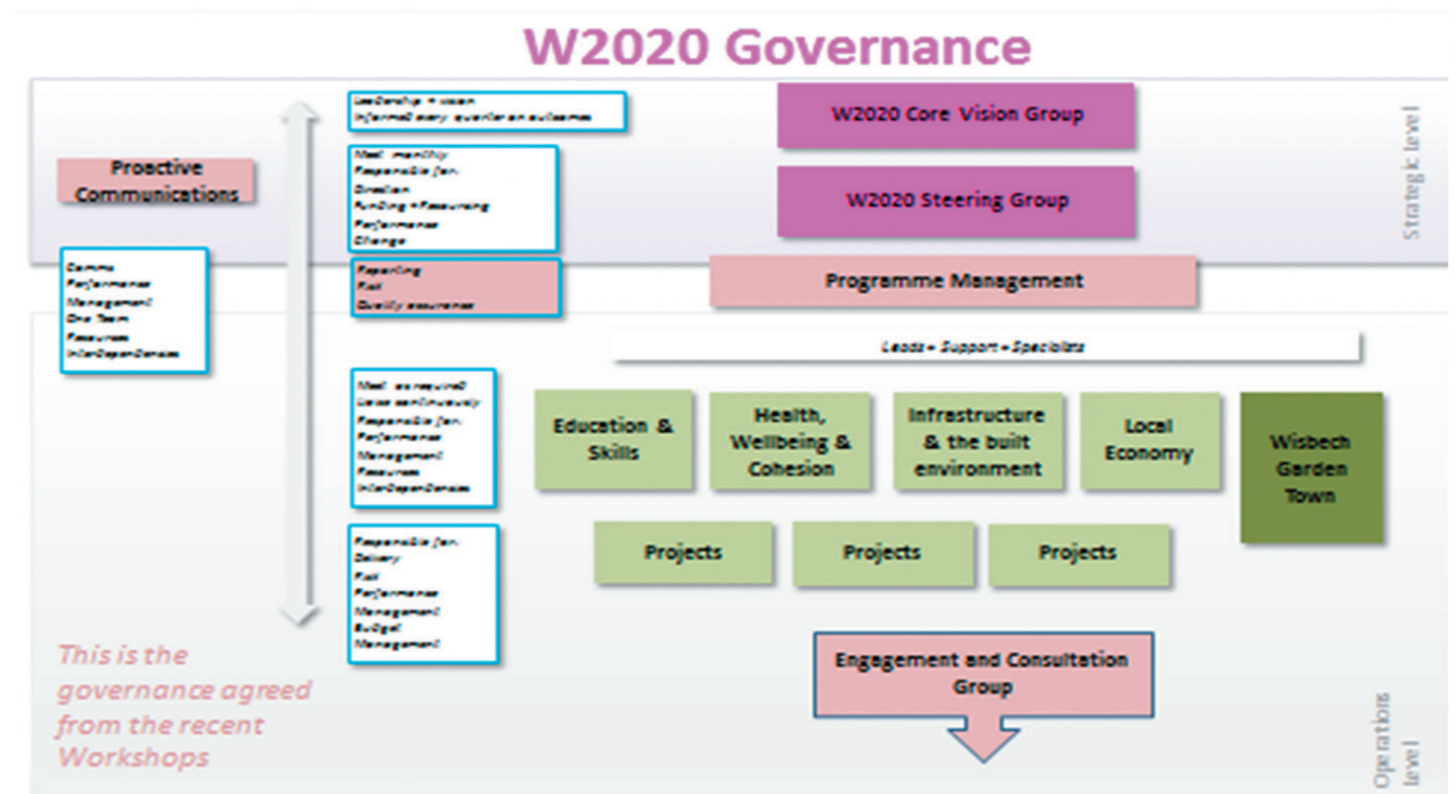 W2020 Governance
Leadership + vision
Informed every quarter on outcomes
W2020 Core Vision Group
Strategic level
Proactive
Communications
Meet monthly
Responsible for:
Direction
Funding + Resourcing
Performance
Change
W2020 Steering Group
Comms
Performance
Management
One Team
Resources
InterDependencies
Reporting
Risk
Quality assurance
Programme Management
Leads + Support + Specialists
Meet as required
Liaise continuously
Responsible for:
Performance
Management
Resources
InterDependencies
Education &
Skills
Health,
Wellbeing &
Cohesion
Infrastructure
& the built
environment
Local
Economy
Wisbech
Garden
Town
Responsible for:
Delivery
Risk
Performance
Management
Budget
Management
Projects
Projects
Projects
Engagement and Consultation
Group
This is the
governance agreed
from the recent
Workshops
Operations
level